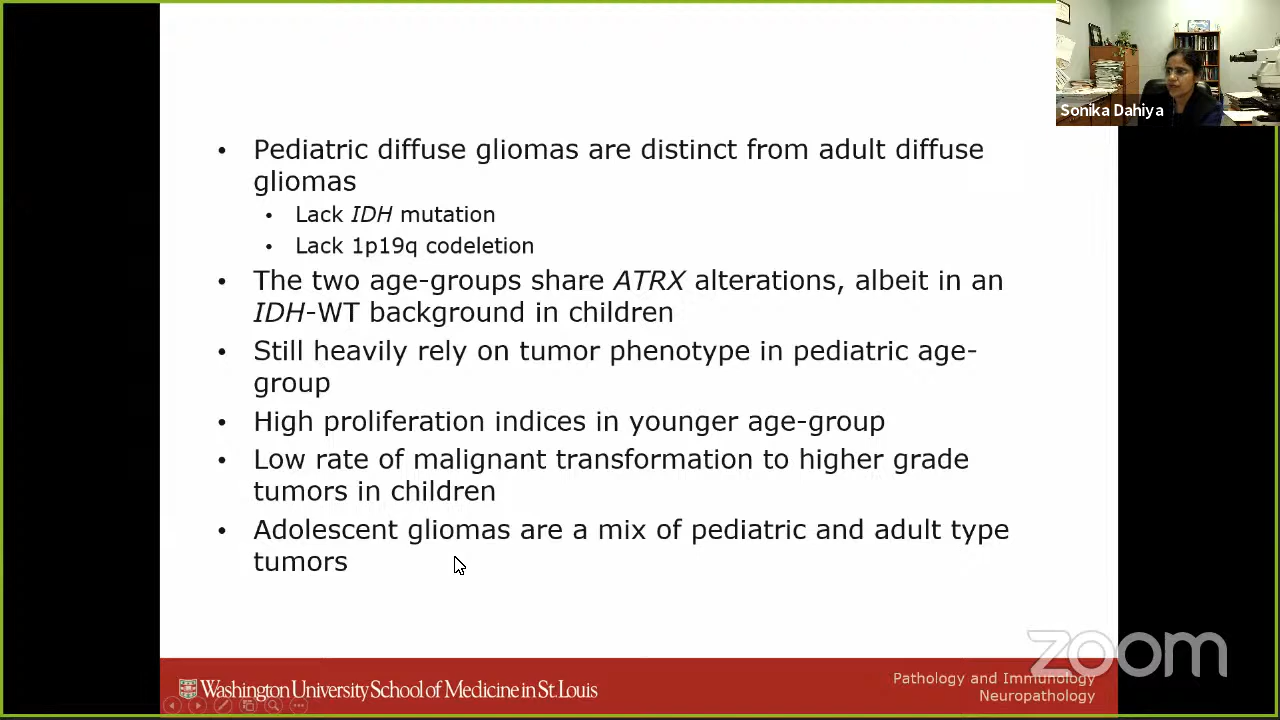 Sonika Dahiya
• Pediatric diffuse gliomas are distinct from adult diffuse
gliomas
• Lack IDH mutation
• Lack 1p19q codeletion
• The two age-groups share ATRX alterations, albeit in an
IDH-WT background in children
• Still heavily rely on tumor phenotype in pediatric age-
group
• High proliferation indices in younger age-group
• Low rate of malignant transformation to higher grade
tumors in children
• Adolescent gliomas are a mix of pediatric and adult type
tumors
zoom
Washington University School of Medicine in St. Louis
Pathology and Immunology
Neuropathology